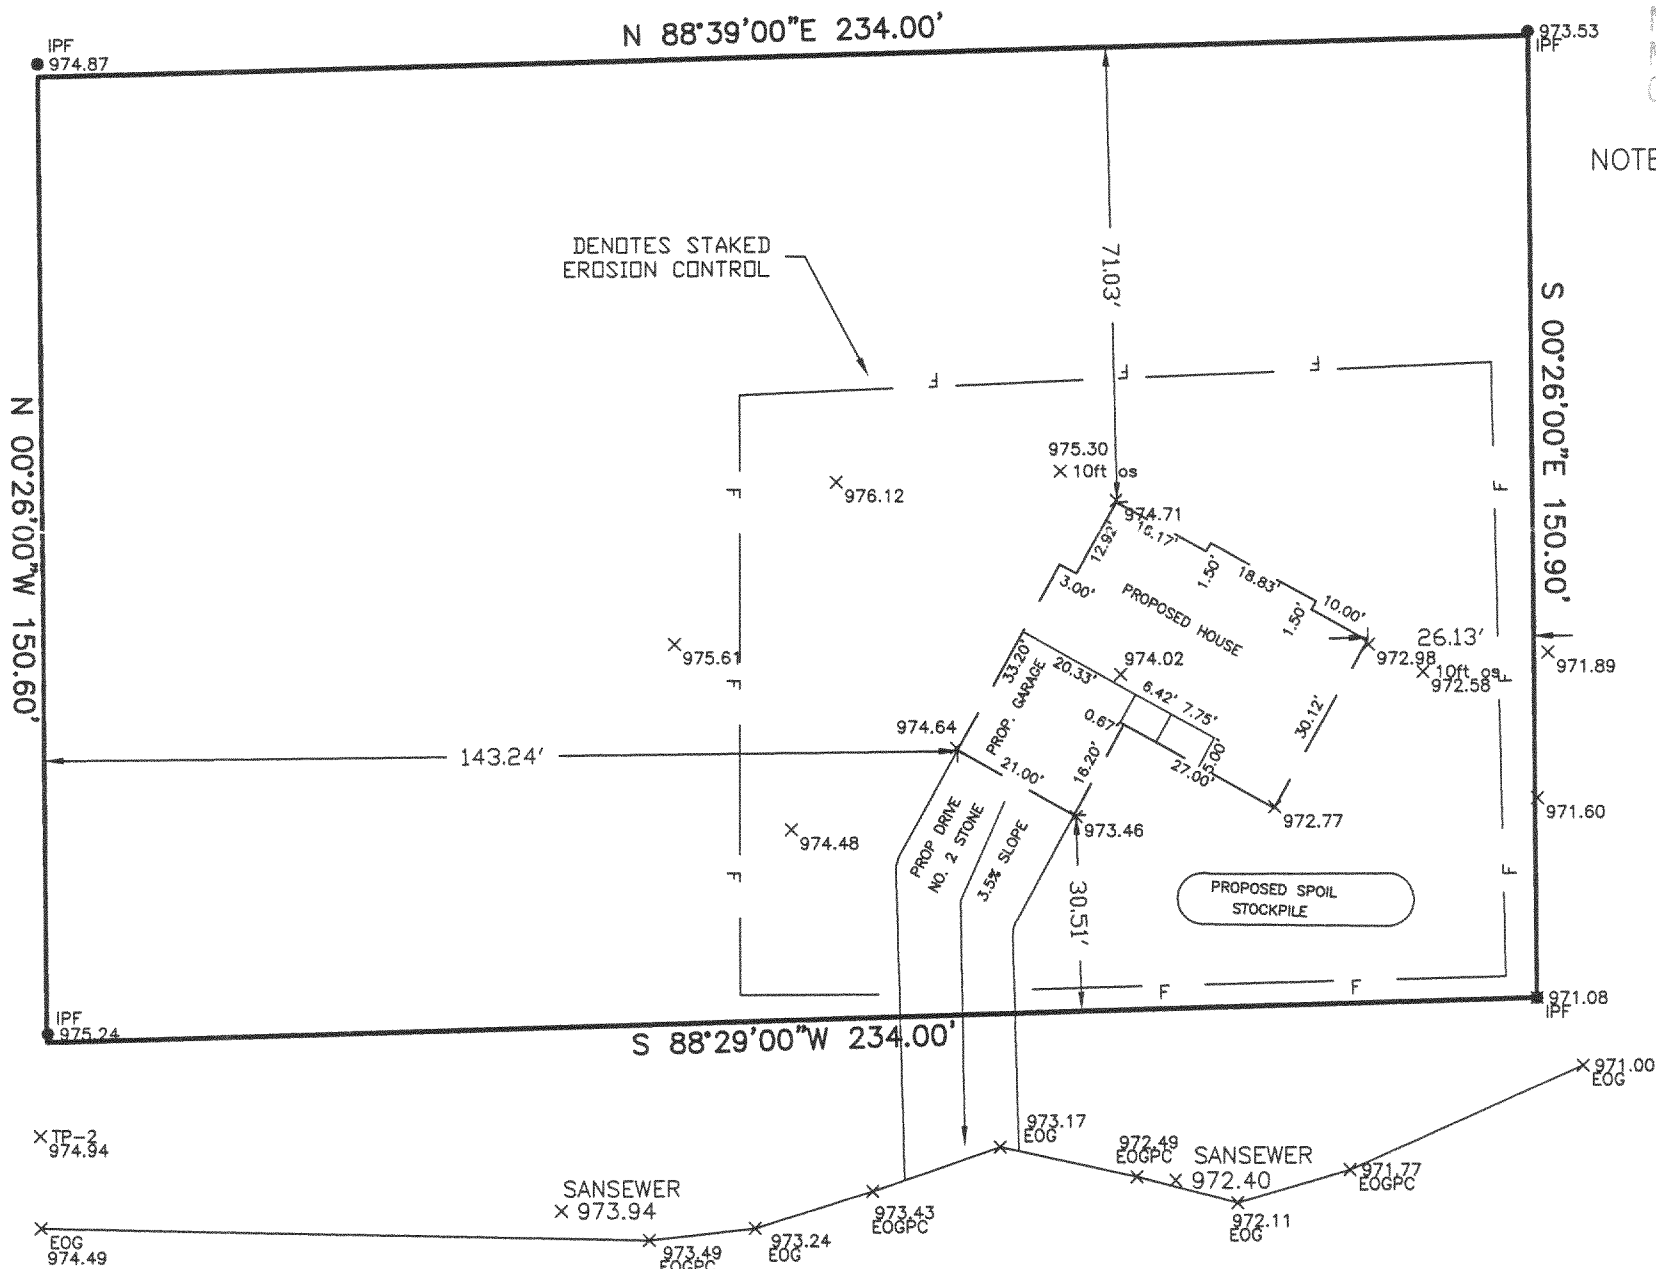 N 88°39'00"E 234.00'
IPF
974.87
973.53
IPF
NOTE
DENOTES STAKED
EROSION CONTROL
71.03'
S 00°26'00"E 150.90'
N 00°26'00"W 150.60'
F
F
F
F
F
F
F
F
F
F
F
F
975.30
10ft os
976.12
974.71
16.17'
12.92'
1.50'
18.83'
3.00'
PROPOSED HOUSE
1.50'
10.00'
26.13'
972.98
10ft os
972.58
971.89
975.61
33.20'
20.33'
974.02
6.42'
7.75'
0.67'
30.12'
PROP. GARAGE
974.64
143.24'
21.00'
16.20'
27.00'
5.00'
972.77
971.60
973.46
974.48
PROP DRIVE
NO. 2 STONE
3.5% SLOPE
30.51'
PROPOSED SPOIL
STOCKPILE
971.08
IPF
IPF
975.24
S 88°29'00"W 234.00'
971.00
EOG
TP-2
974.94
973.17
EOG
972.49
EOGPC
SANSEWER
972.40
971.77
EOGPC
SANSEWER
973.94
973.43
EOGPC
972.11
EOG
EOG
974.49
973.49
EOGPC
973.24
EOG